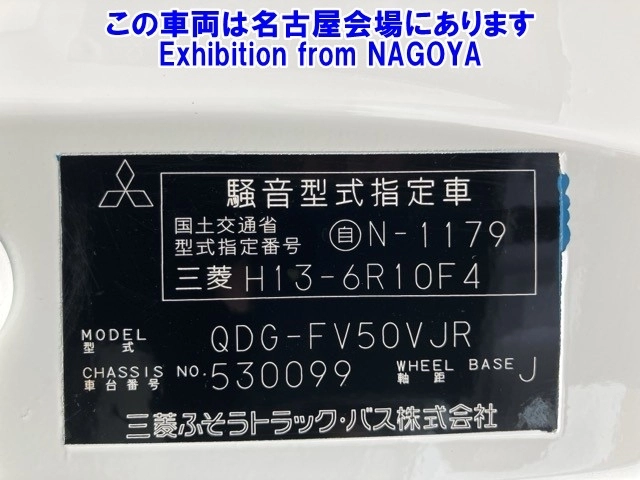 この車両は名古屋会場にあります
Exhibition from NAGOYA
騒音型式指定車
国土交通省
型式指定番号 自 N-1179
三菱 H13-6R10F4
MODEL
型式 QDG-FV50VJR
CHASSIS NO. 530099 WHEEL BASE J
車台番号 軸距
三菱ふそうトラック・バス株式会社